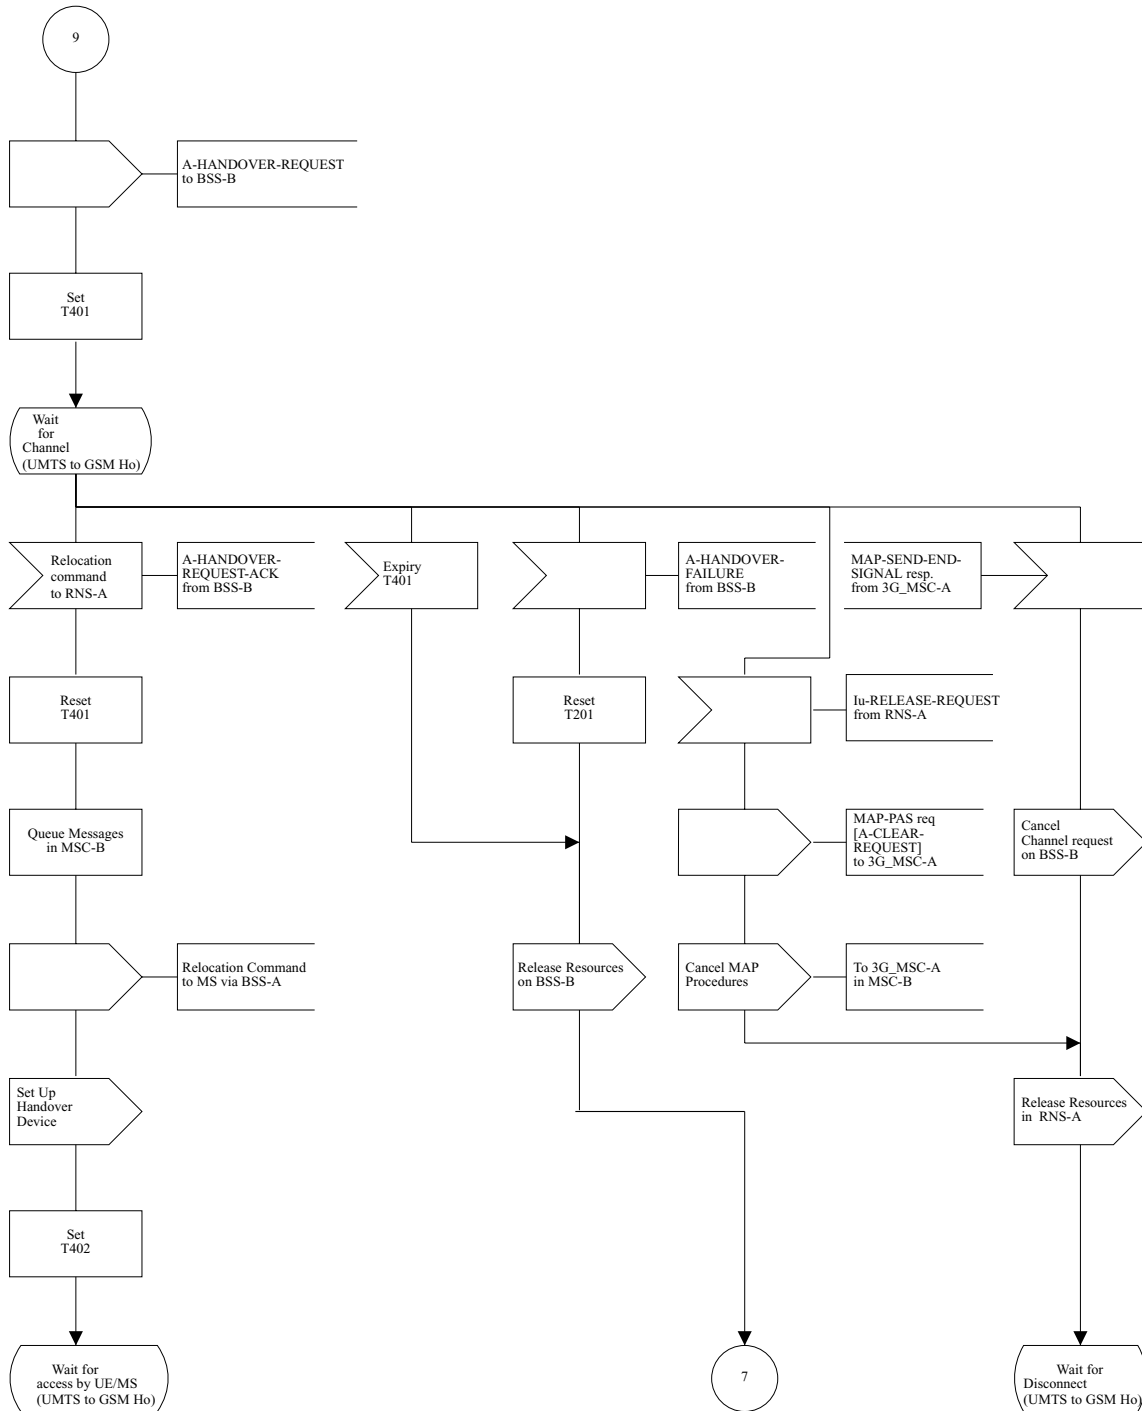 9
A-HANDOVER-REQUEST
to BSS-B
Set
T401
Wait
for
Channel
(UMTS to GSM Ho)
Relocation
command
to RNS-A
A-HANDOVER-
REQUEST-ACK
from BSS-B
Expiry
T401
A-HANDOVER-
FAILURE
from BSS-B
MAP-SEND-END-
SIGNAL resp.
from 3G_MSC-A
Reset
T401
Reset
T201
Iu-RELEASE-REQUEST
from RNS-A
Queue Messages
in MSC-B
MAP-PAS req
[A-CLEAR-
REQUEST]
to 3G_MSC-A
Cancel
Channel request
on BSS-B
Relocation Command
to MS via BSS-A
Release Resources
on BSS-B
Cancel MAP
Procedures
To 3G_MSC-A
in MSC-B
Set Up
Handover
Device
Release Resources
in RNS-A
Set
T402
Wait for
access by UE/MS
(UMTS to GSM Ho)
7
Wait for
Disconnect
(UMTS to GSM Ho)